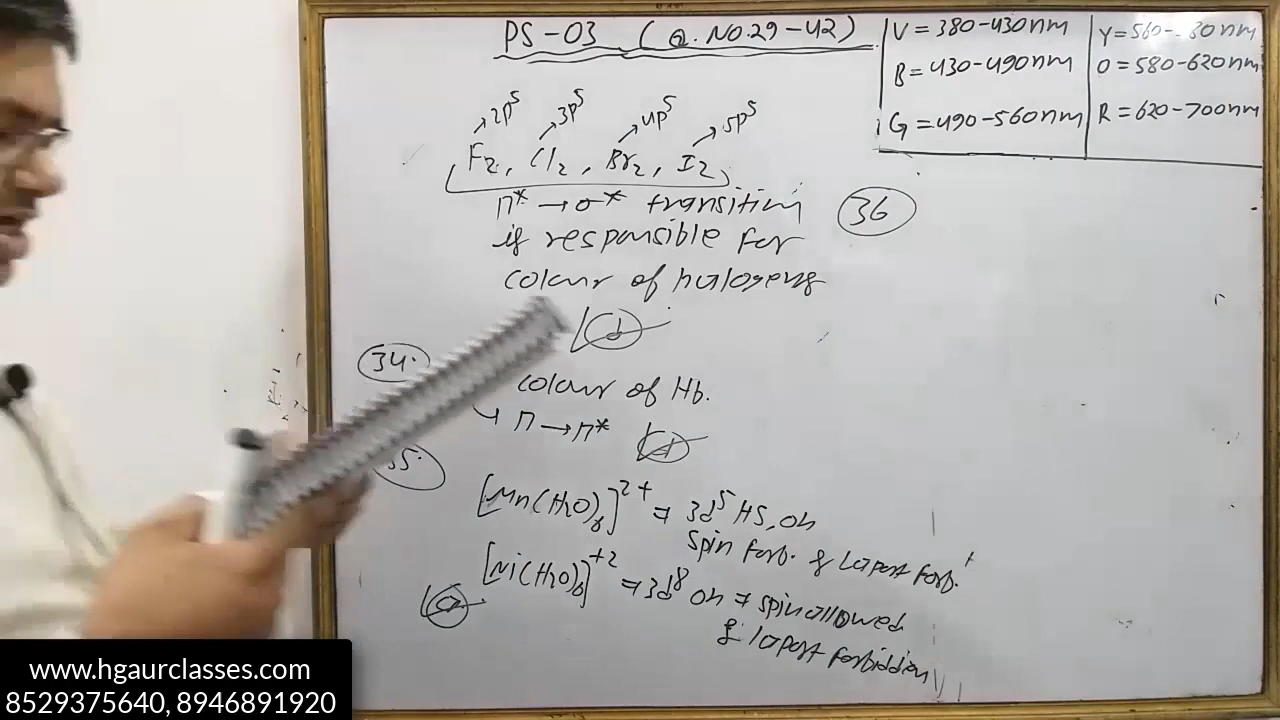 PS-03 (Q.NO.29-42)
V = 380-430nm
B = 430-490nm
G = 490-560nm
O = 580-620nm
R = 620-700nm
2p⁵ 3p⁵ 4p⁵ 5p⁵
F₂, Cl₂, Br₂, I₂
π* → σ* transition
is responsible for
colour of halogens
(d)
36
34.
colour of Hb.
π → π*
35.
[Mn(H₂O)₆]²⁺ ⇒ 3d⁵ HS, Oh
Spin forb. & Laporte forb.
[Ni(H₂O)₆]⁺² ⇒ 3d⁸ Oh ⇒ spin allowed
& laporte forbidden
(a)
www.hgaurclasses.com
8529375640, 8946891920